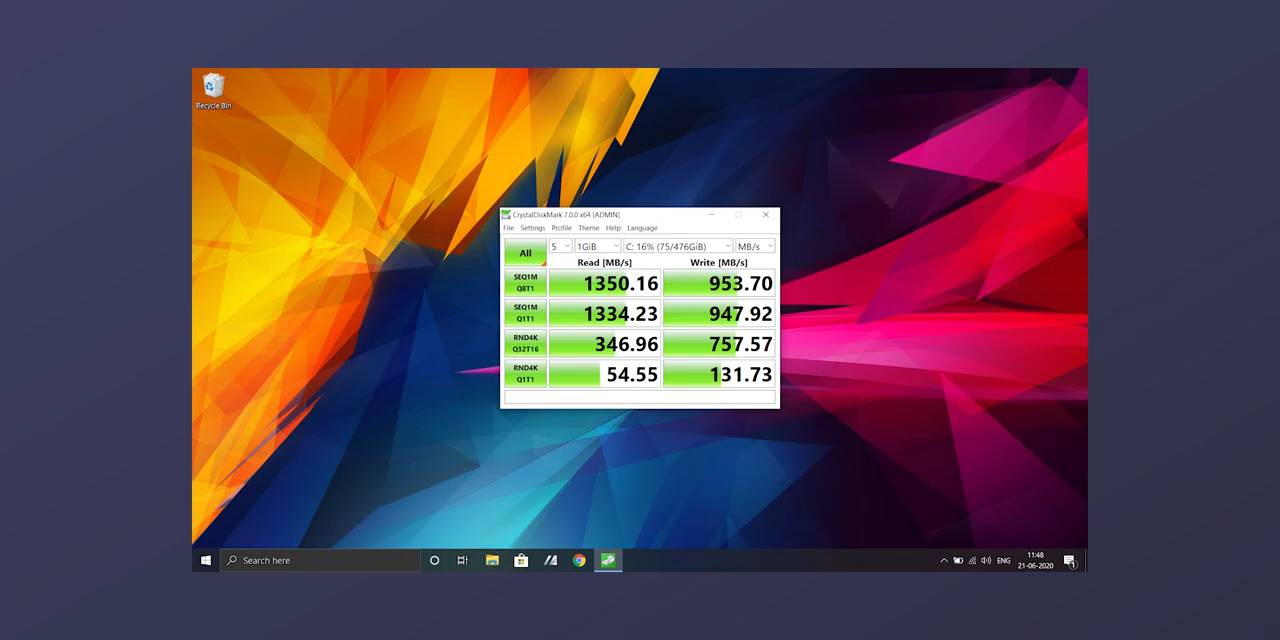 Recycle Bin
CrystalDiskMark 7.0.0 x64 [ADMIN]
File Settings Profile Theme Help Language
All 5 1GiB C: 16% (75/476GiB) MB/s
Read [MB/s] Write [MB/s]
SEQ1M
Q8T1 1350.16 953.70
SEQ1M
Q1T1 1334.23 947.92
RND4K
Q32T16 346.96 757.57
RND4K
Q1T1 54.55 131.73
Search here
ENG
11:48
21-06-2020
1